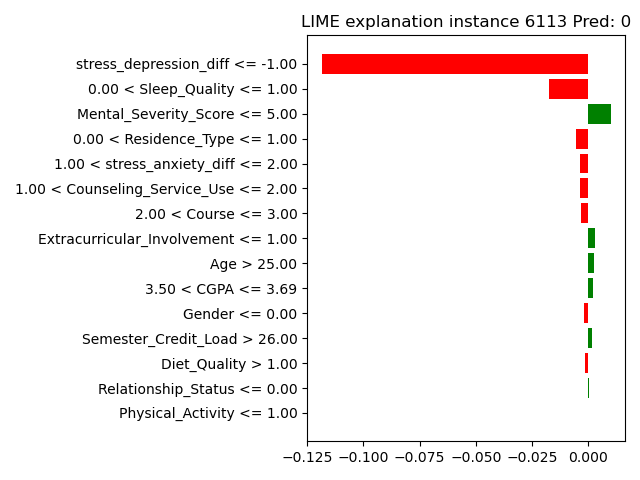 LIME explanation instance 6113 Pred: 0
stress_depression_diff <= -1.00
0.00 < Sleep_Quality <= 1.00
Mental_Severity_Score <= 5.00
0.00 < Residence_Type <= 1.00
1.00 < stress_anxiety_diff <= 2.00
1.00 < Counseling_Service_Use <= 2.00
2.00 < Course <= 3.00
Extracurricular_Involvement <= 1.00
Age > 25.00
3.50 < CGPA <= 3.69
Gender <= 0.00
Semester_Credit_Load > 26.00
Diet_Quality > 1.00
Relationship_Status <= 0.00
Physical_Activity <= 1.00
−0.125 −0.100 −0.075 −0.050 −0.025 0.000